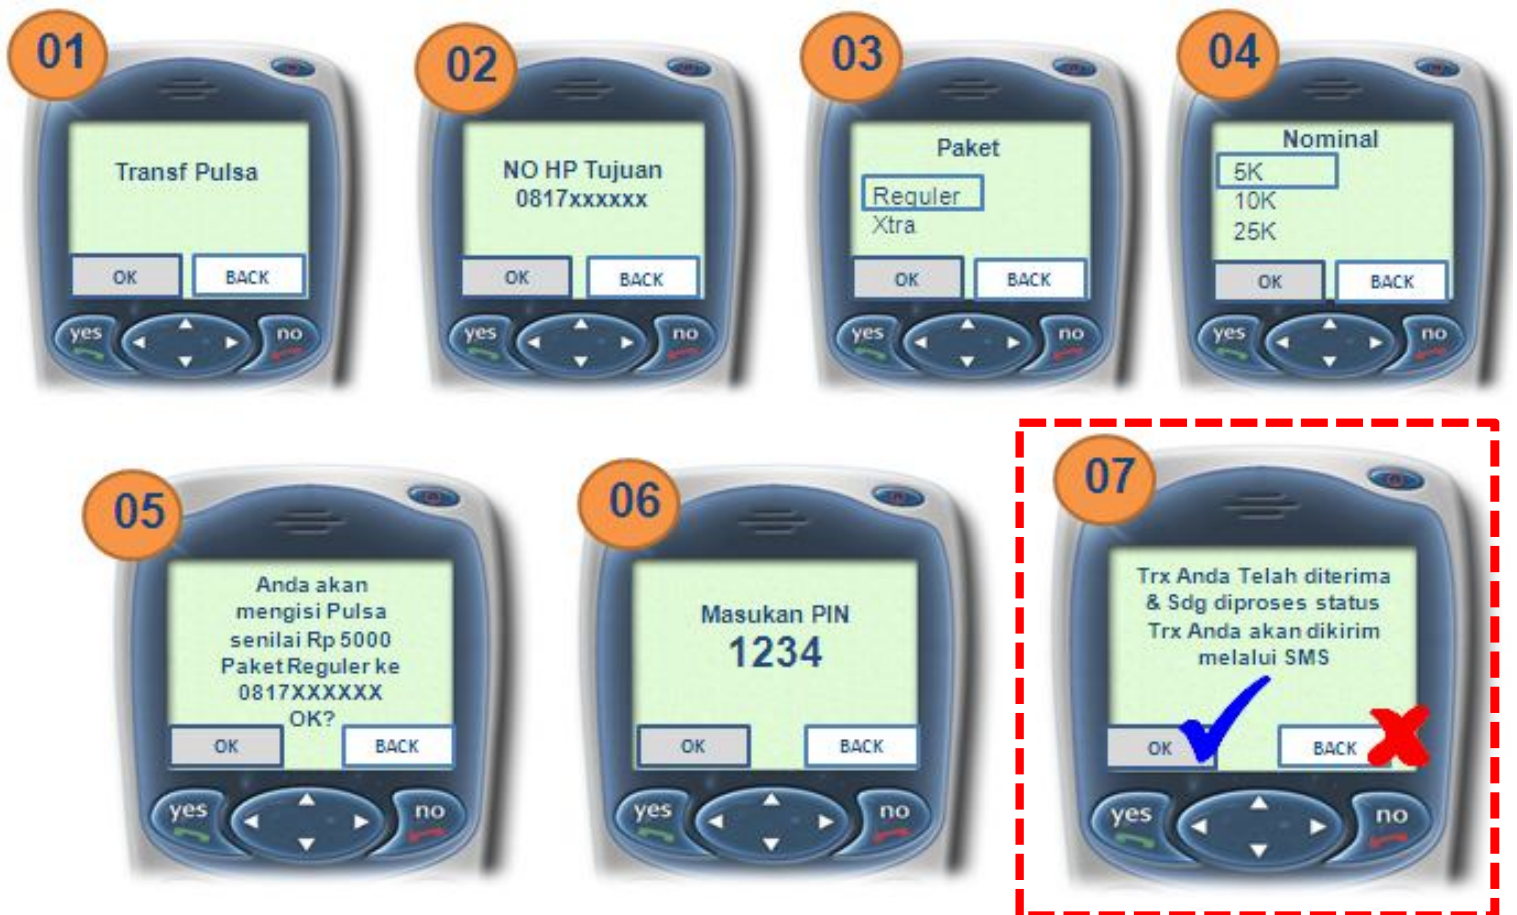 01
Transf Pulsa
OK BACK
yes no
02
NO HP Tujuan
0817xxxxxx
OK BACK
yes no
03
Paket
Reguler
Xtra
OK BACK
yes no
04
Nominal
5K
10K
25K
OK BACK
yes no
05
Anda akan
mengisi Pulsa
senilai Rp 5000
Paket Reguler ke
0817XXXXXX
OK?
OK BACK
yes no
06
Masukan PIN
1234
OK BACK
yes no
07
Trx Anda Telah diterima
& Sdg diproses status
Trx Anda akan dikirim
melalui SMS
OK BACK
yes no